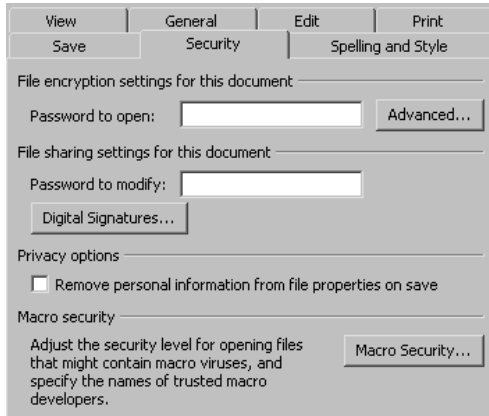 View General Edit Print
Save Security Spelling and Style
File encryption settings for this document
Password to open: Advanced...
File sharing settings for this document
Password to modify:
Digital Signatures...
Privacy options
Remove personal information from file properties on save
Macro security
Adjust the security level for opening files
that might contain macro viruses, and
specify the names of trusted macro
developers.
Macro Security...